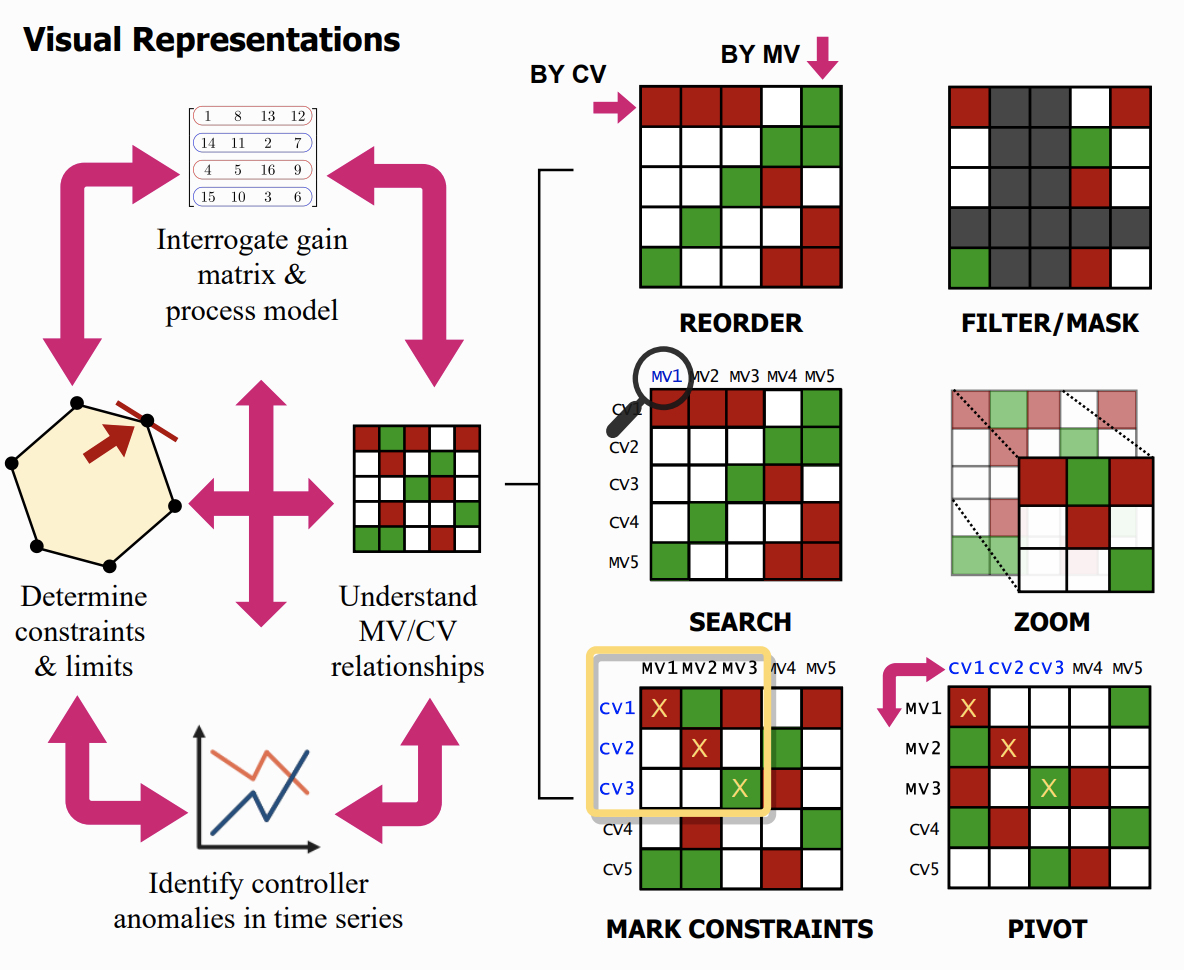 Visual Representations
1 8 13 12
14 11 2 7
4 5 16 9
15 10 3 6
Interrogate gain
matrix &
process model
Determine
constraints
& limits
Understand
MV/CV
relationships
Identify controller
anomalies in time series
BY CV
BY MV
REORDER
FILTER/MASK
MV1 MV2 MV3 MV4 MV5
CV1
CV2
CV3
CV4
MV5
SEARCH
ZOOM
MV1 MV2 MV3 MV4 MV5
CV1 X
CV2 X
CV3 X
CV4
CV5
MARK CONSTRAINTS
CV1 CV2 CV3 MV4 MV5
MV1 X
MV2 X
MV3 X
CV4
CV5
PIVOT